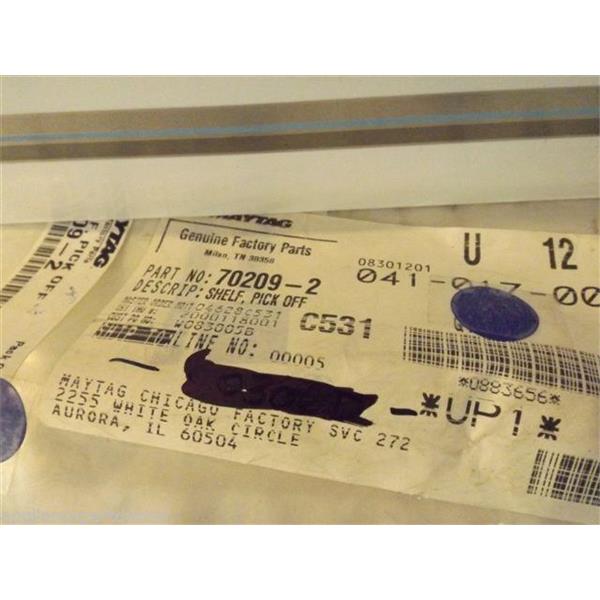 MAYTAG
Genuine Factory Parts
Milan, TN 38358
PART NO: 70209-2
DESCRIP: SHELF, PICK OFF
C531
2000118001
W083005B
LINE NO: 00005
MAYTAG CHICAGO FACTORY SVC 272
2255 WHITE OAK CIRCLE
AURORA, IL 60504
08301201
U 12
041-017-00
*U883656*
*UP1*